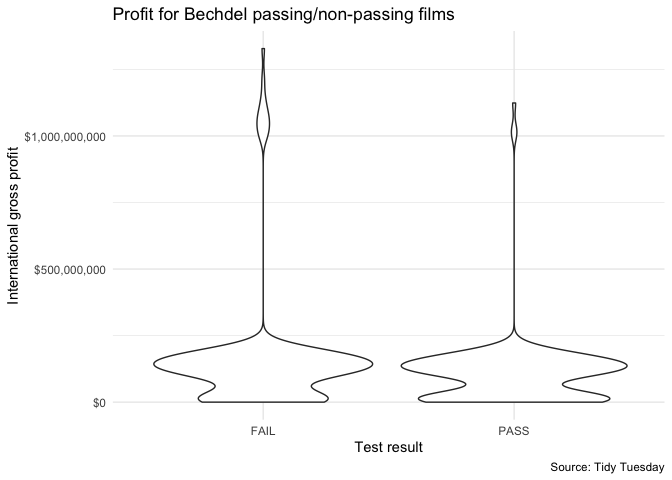 Profit for Bechdel passing/non-passing films
International gross profit
$1,000,000,000
$500,000,000
$0
FAIL
PASS
Test result
Source: Tidy Tuesday